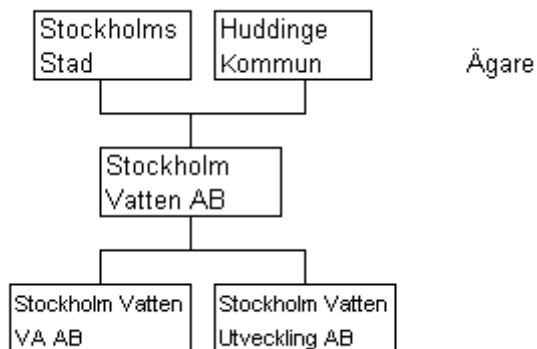 Stockholms
Stad
Huddinge
Kommun
Ägare
Stockholm
Vatten AB
Stockholm Vatten
VA AB
Stockholm Vatten
Utveckling AB